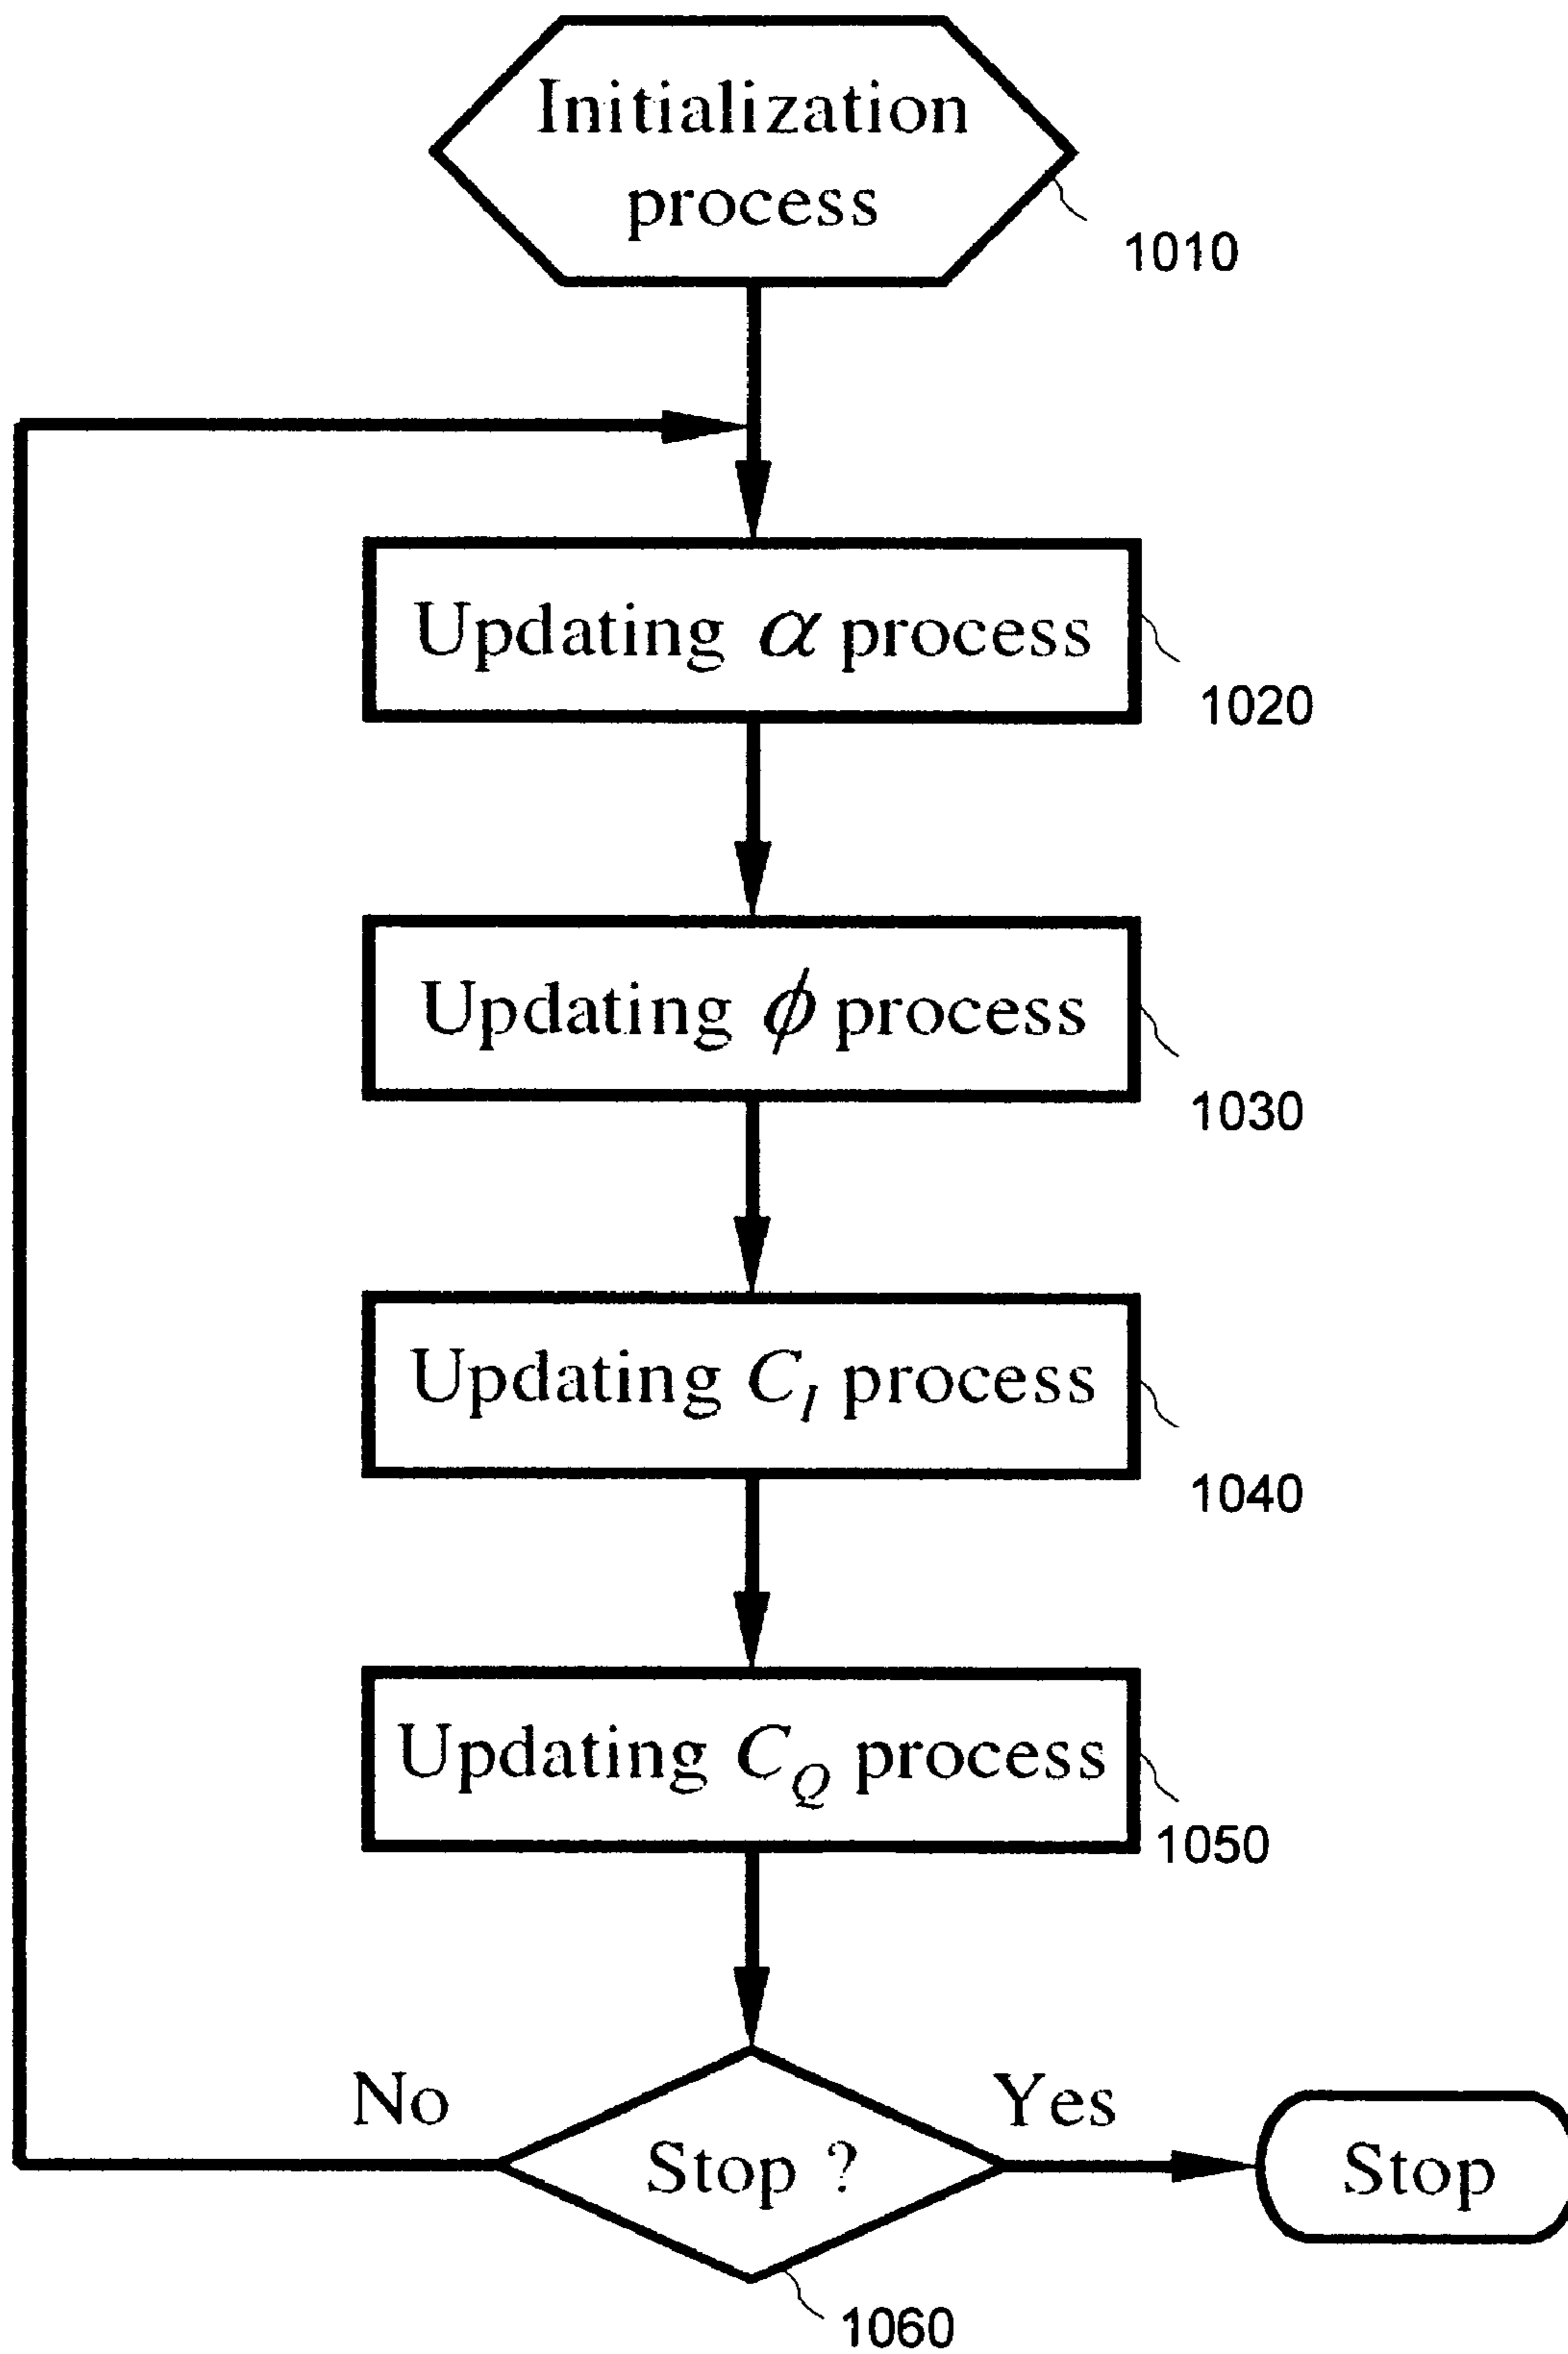 Initialization
process
1010
Updating α process
1020
Updating ϕ process
1030
Updating C_I process
1040
Updating C_Q process
1050
No
Yes
Stop ?
Stop
1060